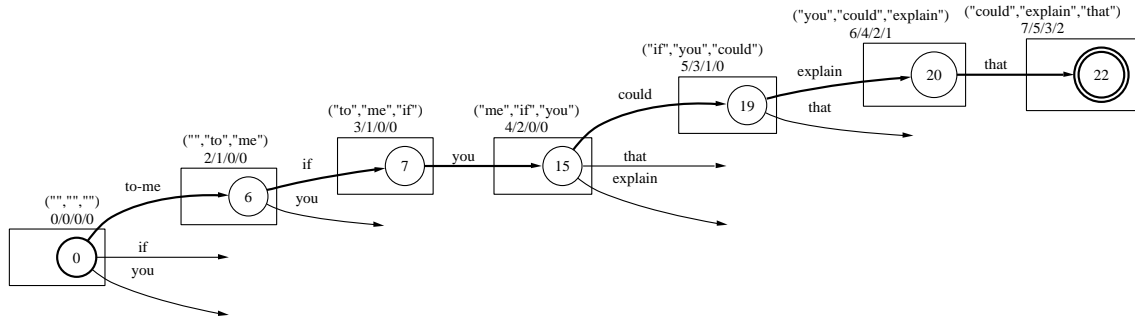 ("","","")
0/0/0/0
0
to-me
if
you
("","to","me")
2/1/0/0
6
if
you
("to","me","if")
3/1/0/0
7
you
("me","if","you")
4/2/0/0
15
could
that
explain
("if","you","could")
5/3/1/0
19
explain
that
("you","could","explain")
6/4/2/1
20
that
("could","explain","that")
7/5/3/2
22